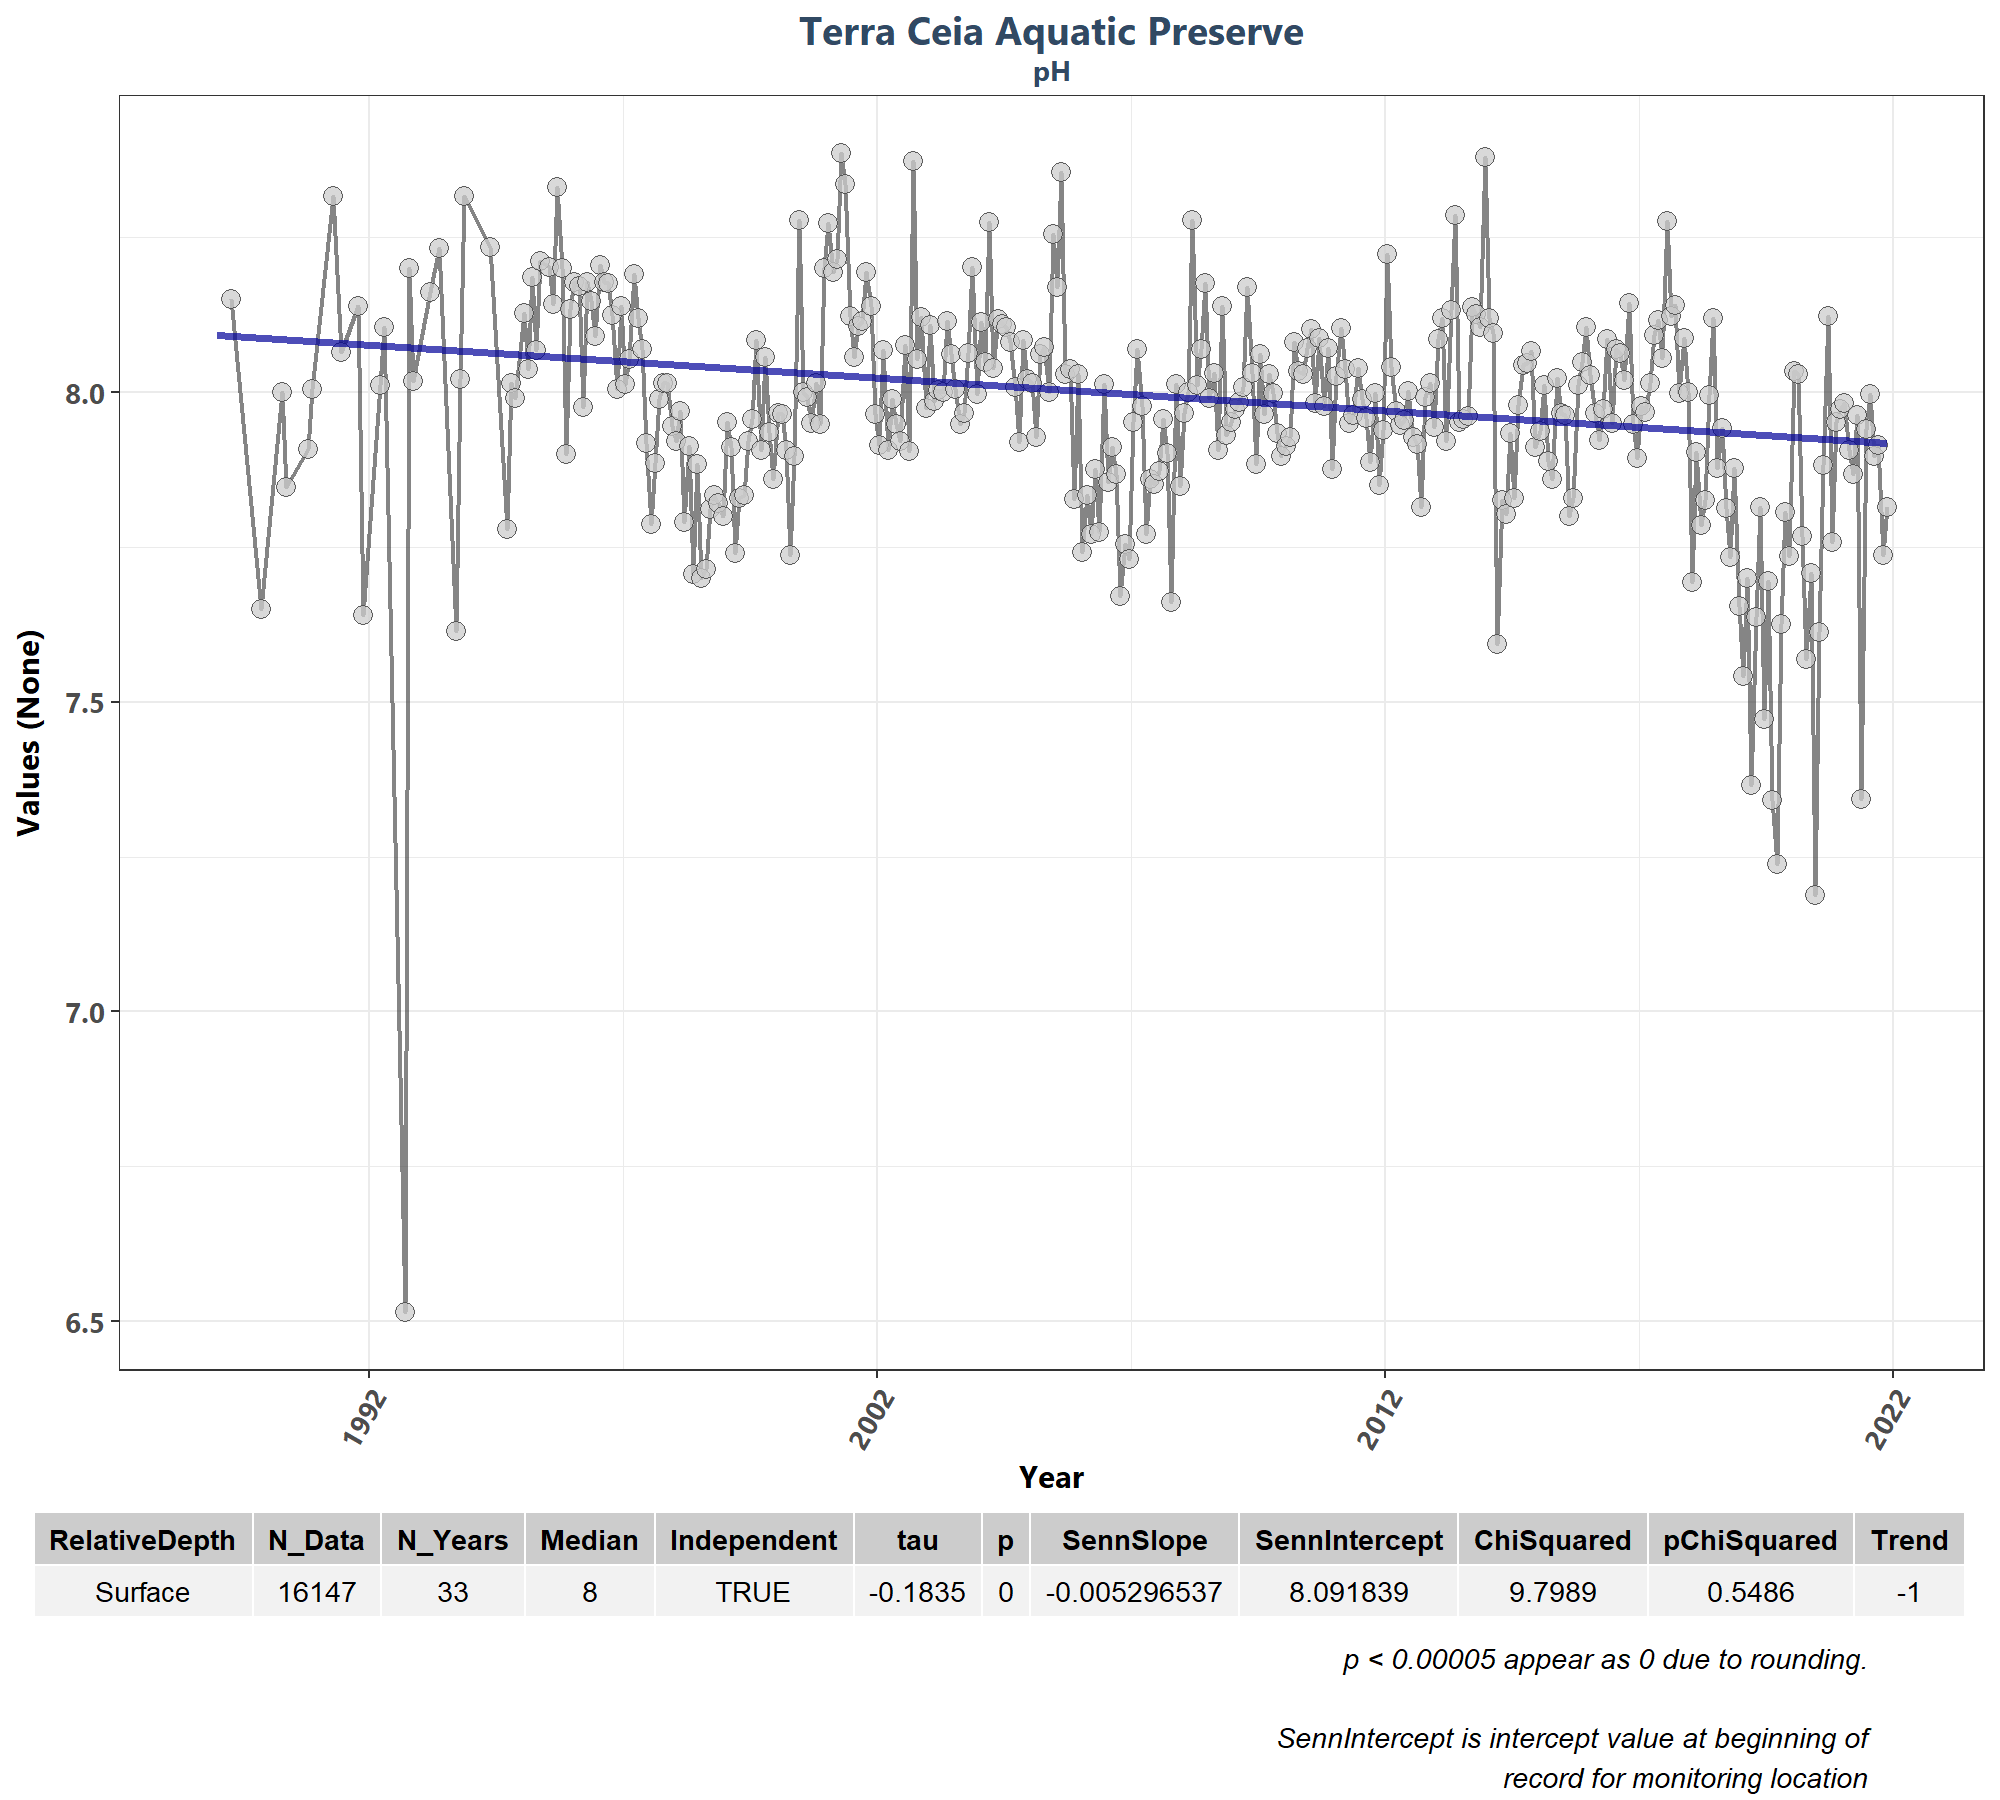 Terra Ceia Aquatic Preserve
pH
Values (None)
8.0
7.5
7.0
6.5
1992
2002
2012
2022
Year
RelativeDepth N_Data N_Years Median Independent tau p SennSlope SennIntercept ChiSquared pChiSquared Trend
Surface 16147 33 8 TRUE -0.1835 0 -0.005296537 8.091839 9.7989 0.5486 -1
p < 0.00005 appear as 0 due to rounding.
SennIntercept is intercept value at beginning of
record for monitoring location